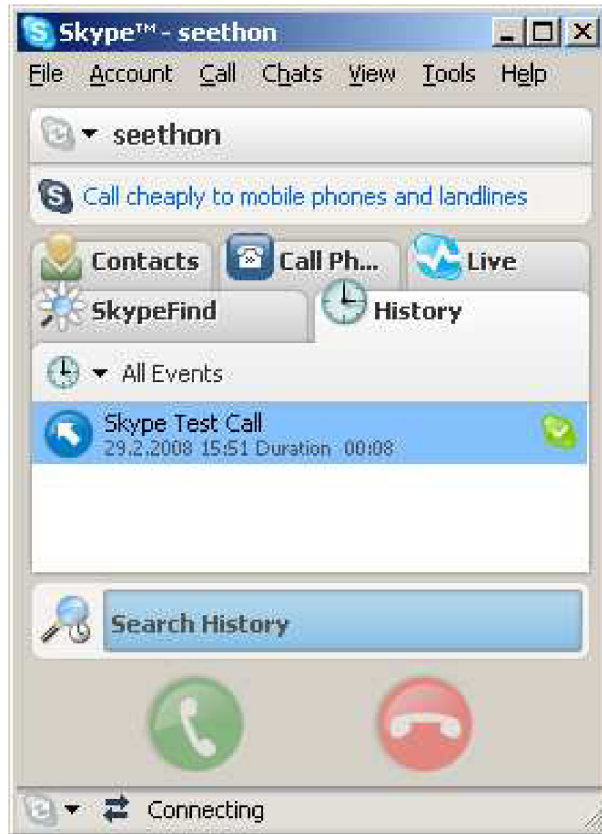 Skype™ - seethon
File Account Call Chats View Tools Help
seethon
Call cheaply to mobile phones and landlines
Contacts Call Ph... Live
SkypeFind History
All Events
Skype Test Call
29.2.2008 15:51 Duration 00:08
Search History
Connecting